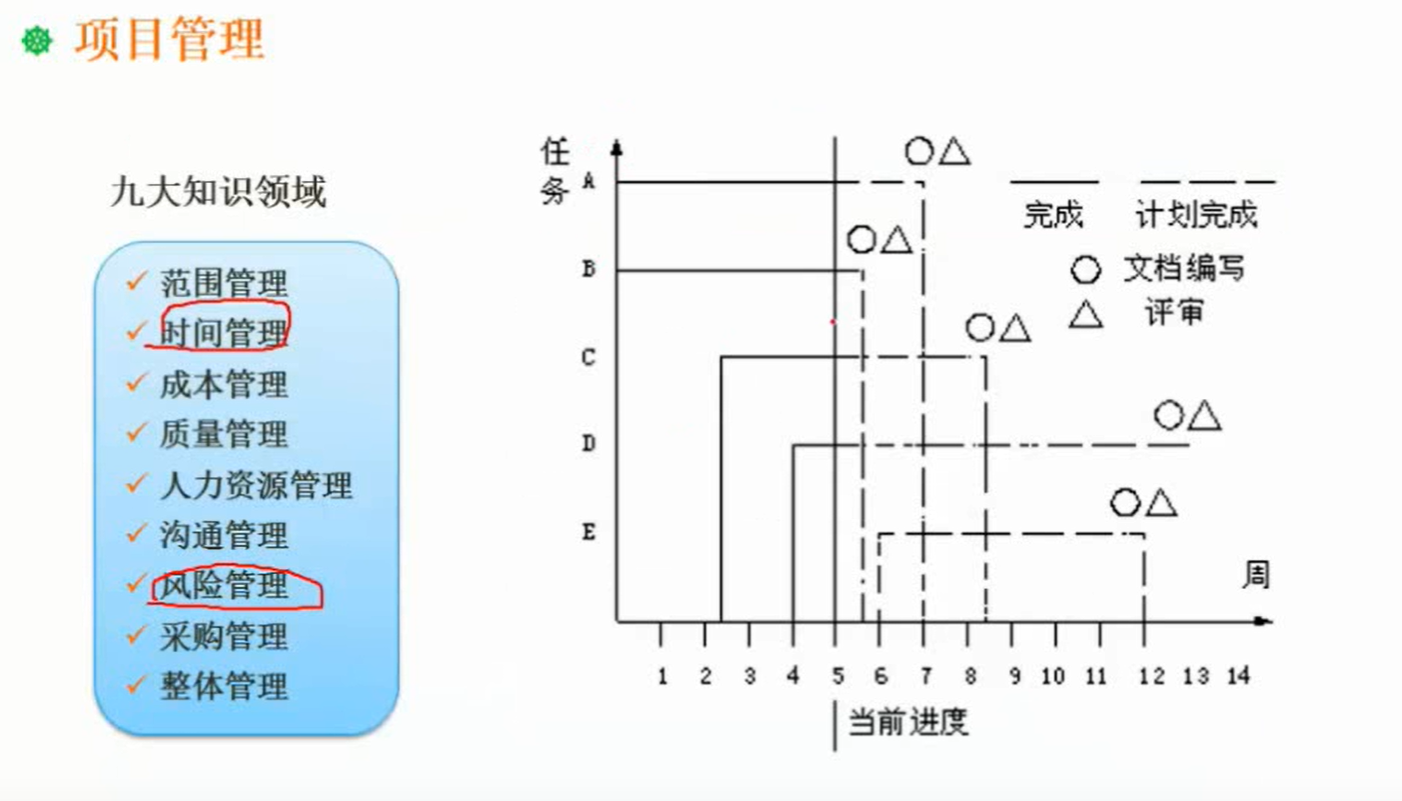 项目管理
九大知识领域
范围管理
时间管理
成本管理
质量管理
人力资源管理
沟通管理
风险管理
采购管理
整体管理
任务
A
B
C
D
E
完成
计划完成
文档编写
评审
周
1 2 3 4 5 6 7 8 9 10 11 12 13 14
当前进度